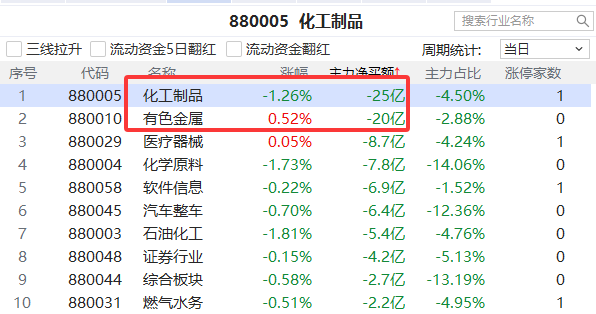 880005 化工制品
搜索行业名称
三线拉升 流动资金5日翻红 流动资金翻红 周期统计: 当日
序号 代码 名称 涨幅 主力净买额↑ 主力占比 涨停家数
1 880005 化工制品 -1.26% -25亿 -4.50% 1
2 880010 有色金属 0.52% -20亿 -2.88% 0
3 880029 医疗器械 0.05% -8.7亿 -4.24% 1
4 880004 化学原料 -1.73% -7.8亿 -14.06% 0
5 880058 软件信息 -0.22% -6.9亿 -1.52% 1
6 880045 汽车整车 -0.70% -6.4亿 -12.36% 0
7 880003 石油化工 -1.81% -5.4亿 -4.76% 0
8 880048 证券行业 -0.15% -4.2亿 -5.13% 0
9 880044 综合板块 -0.58% -2.7亿 -13.19% 0
10 880031 燃气水务 -0.51% -2.2亿 -4.95% 1